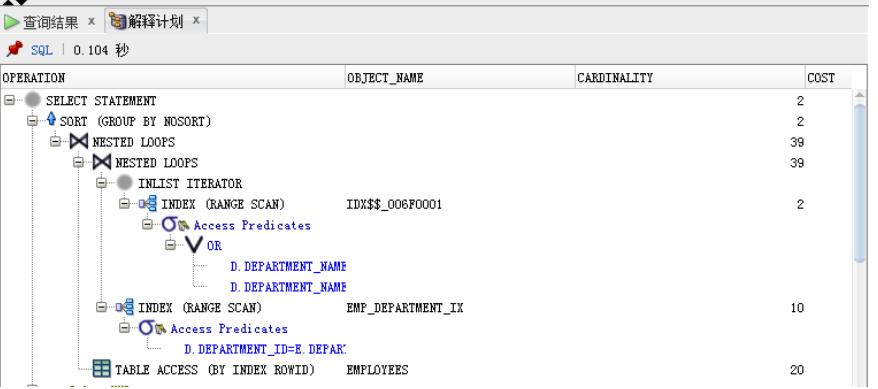 查询结果 × 解释计划 ×
SQL | 0.104 秒
OPERATION OBJECT_NAME CARDINALITY COST
SELECT STATEMENT 2
SORT (GROUP BY NOSORT) 2
NESTED LOOPS 39
NESTED LOOPS 39
INLIST ITERATOR
INDEX (RANGE SCAN) IDX$$_006F0001 2
Access Predicates
OR
D.DEPARTMENT_NAME
D.DEPARTMENT_NAME
INDEX (RANGE SCAN) EMP_DEPARTMENT_IX 10
Access Predicates
D.DEPARTMENT_ID=E.DEPAR
TABLE ACCESS (BY INDEX ROWID) EMPLOYEES 20